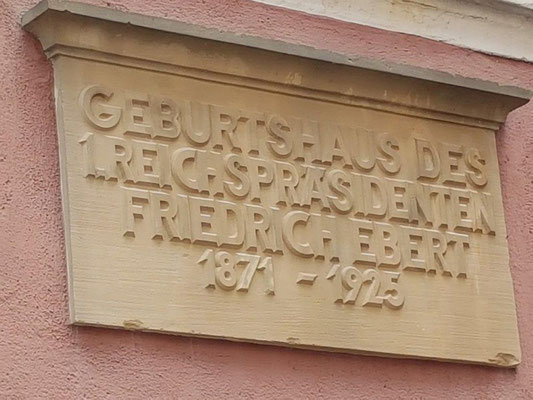 GEBURTSHAUS DES
1. REICHSPRÄSIDENTEN
FRIEDRICH EBERT
1871 - 1925